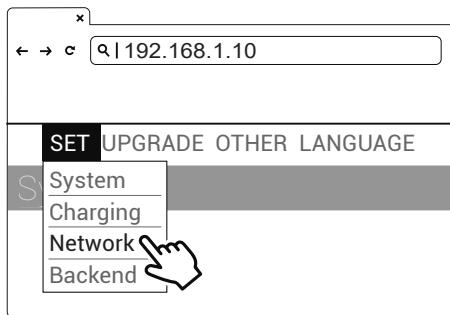 192.168.1.10
SET UPGRADE OTHER LANGUAGE
System
Charging
Network
Backend